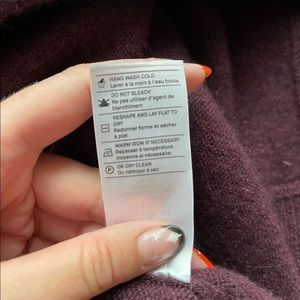 HAND WASH COLD
Laver à la main à l'eau froide
DO NOT BLEACH
Ne pas utiliser d'agent de
blanchiment
RESHAPE AND LAY FLAT TO
DRY
Redonner forme et sécher
à plat
WARM IRON IF NECESSARY
Repasser à température
moyenne si nécessaire
P
OR DRY CLEAN
Ou nettoyer à sec